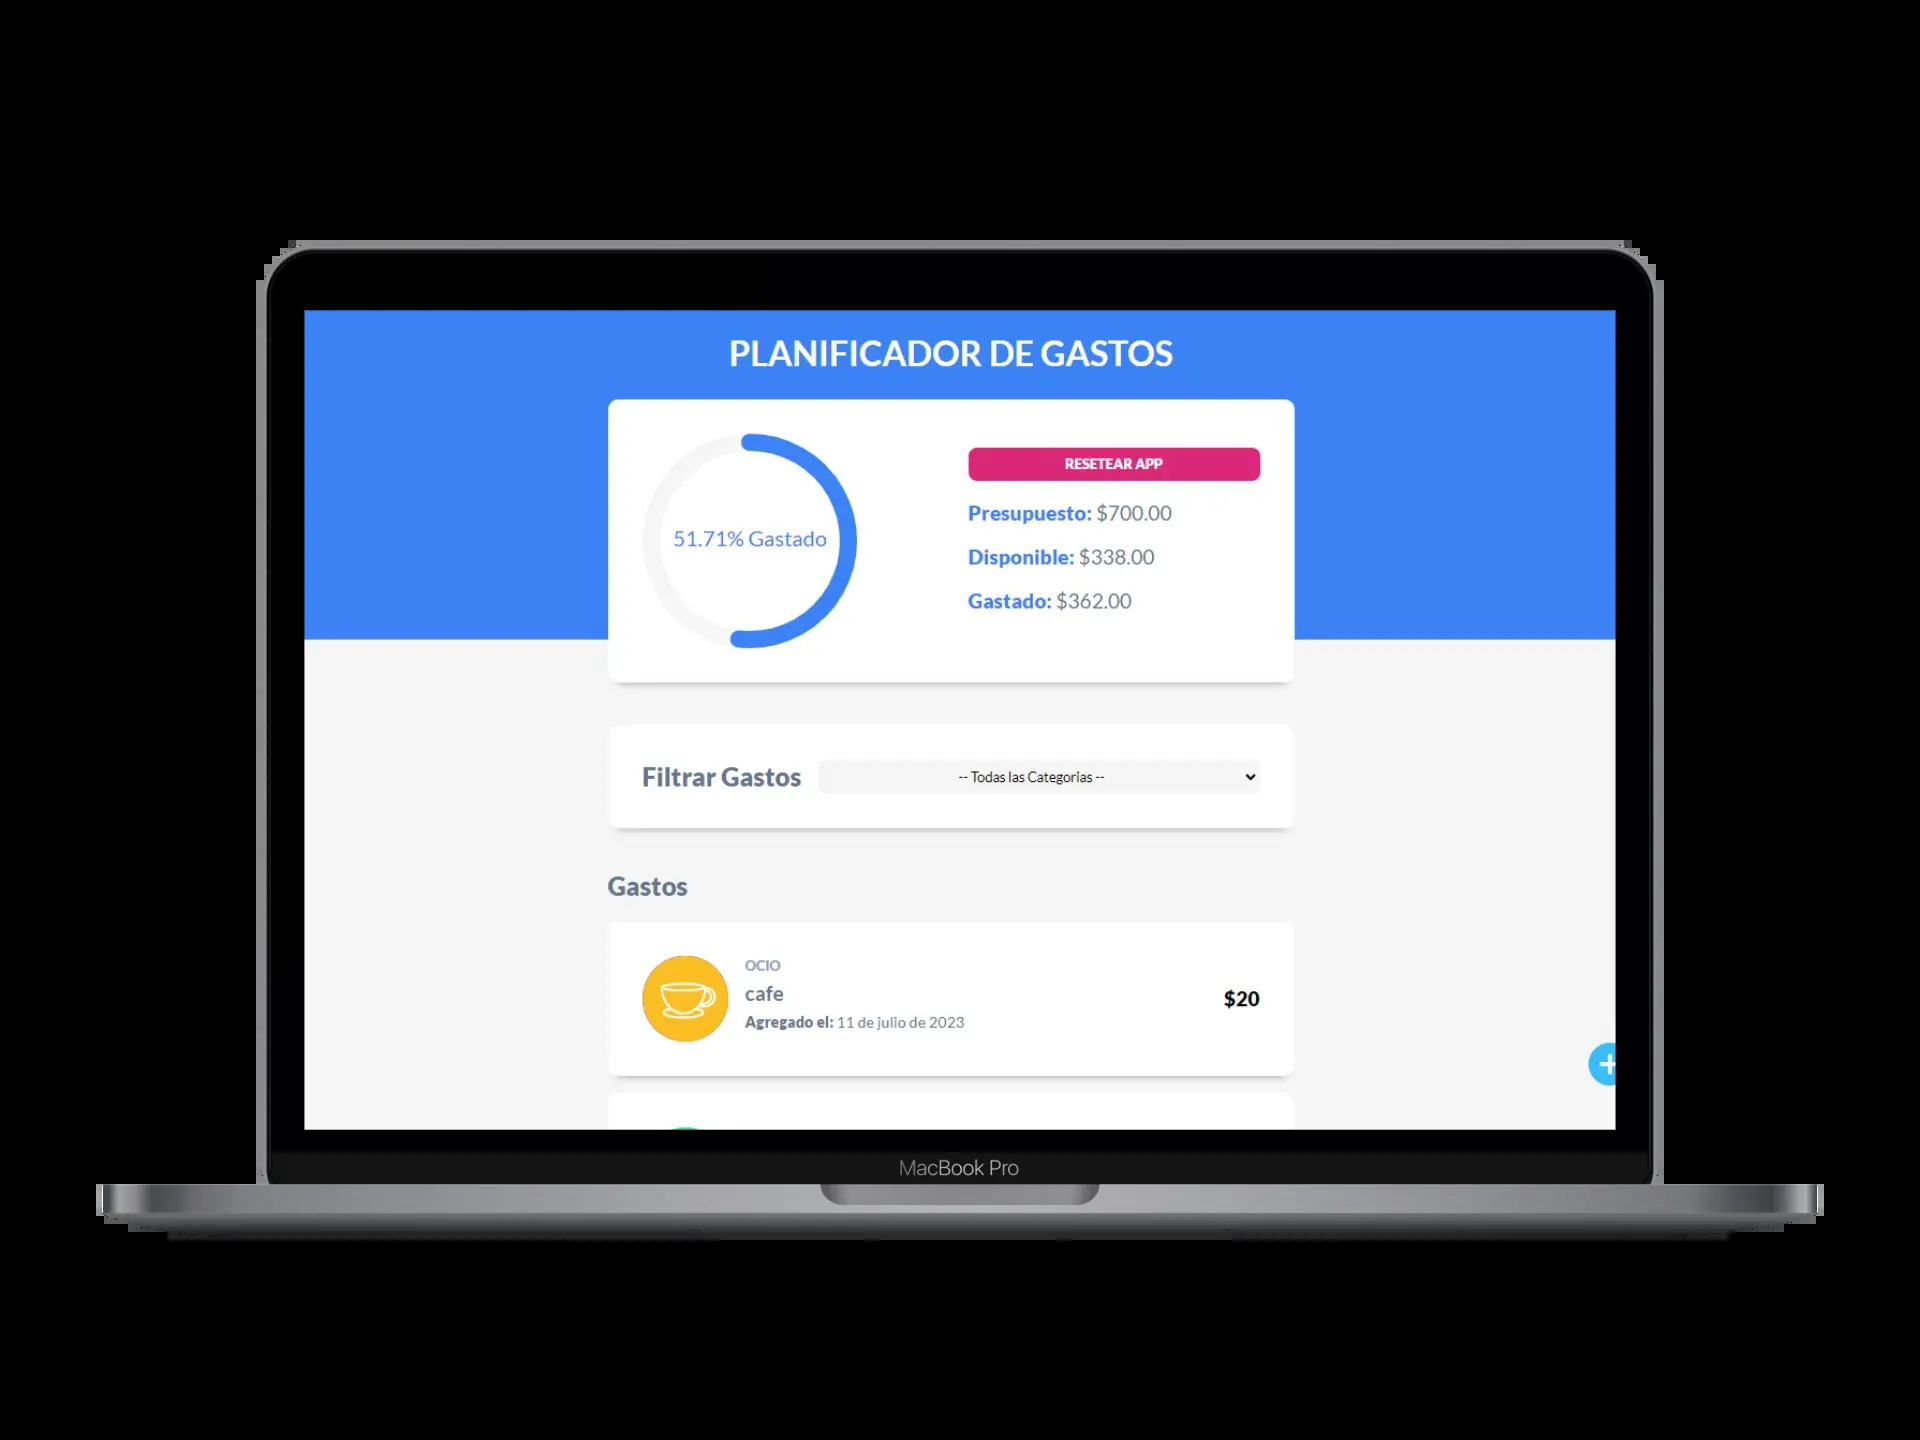 PLANIFICADOR DE GASTOS
51.71% Gastado
RESETEAR APP
Presupuesto: $700.00
Disponible: $338.00
Gastado: $362.00
Filtrar Gastos
-- Todas las Categorias --
Gastos
OCIO
cafe
Agregado el: 11 de julio de 2023
$20
+
MacBook Pro